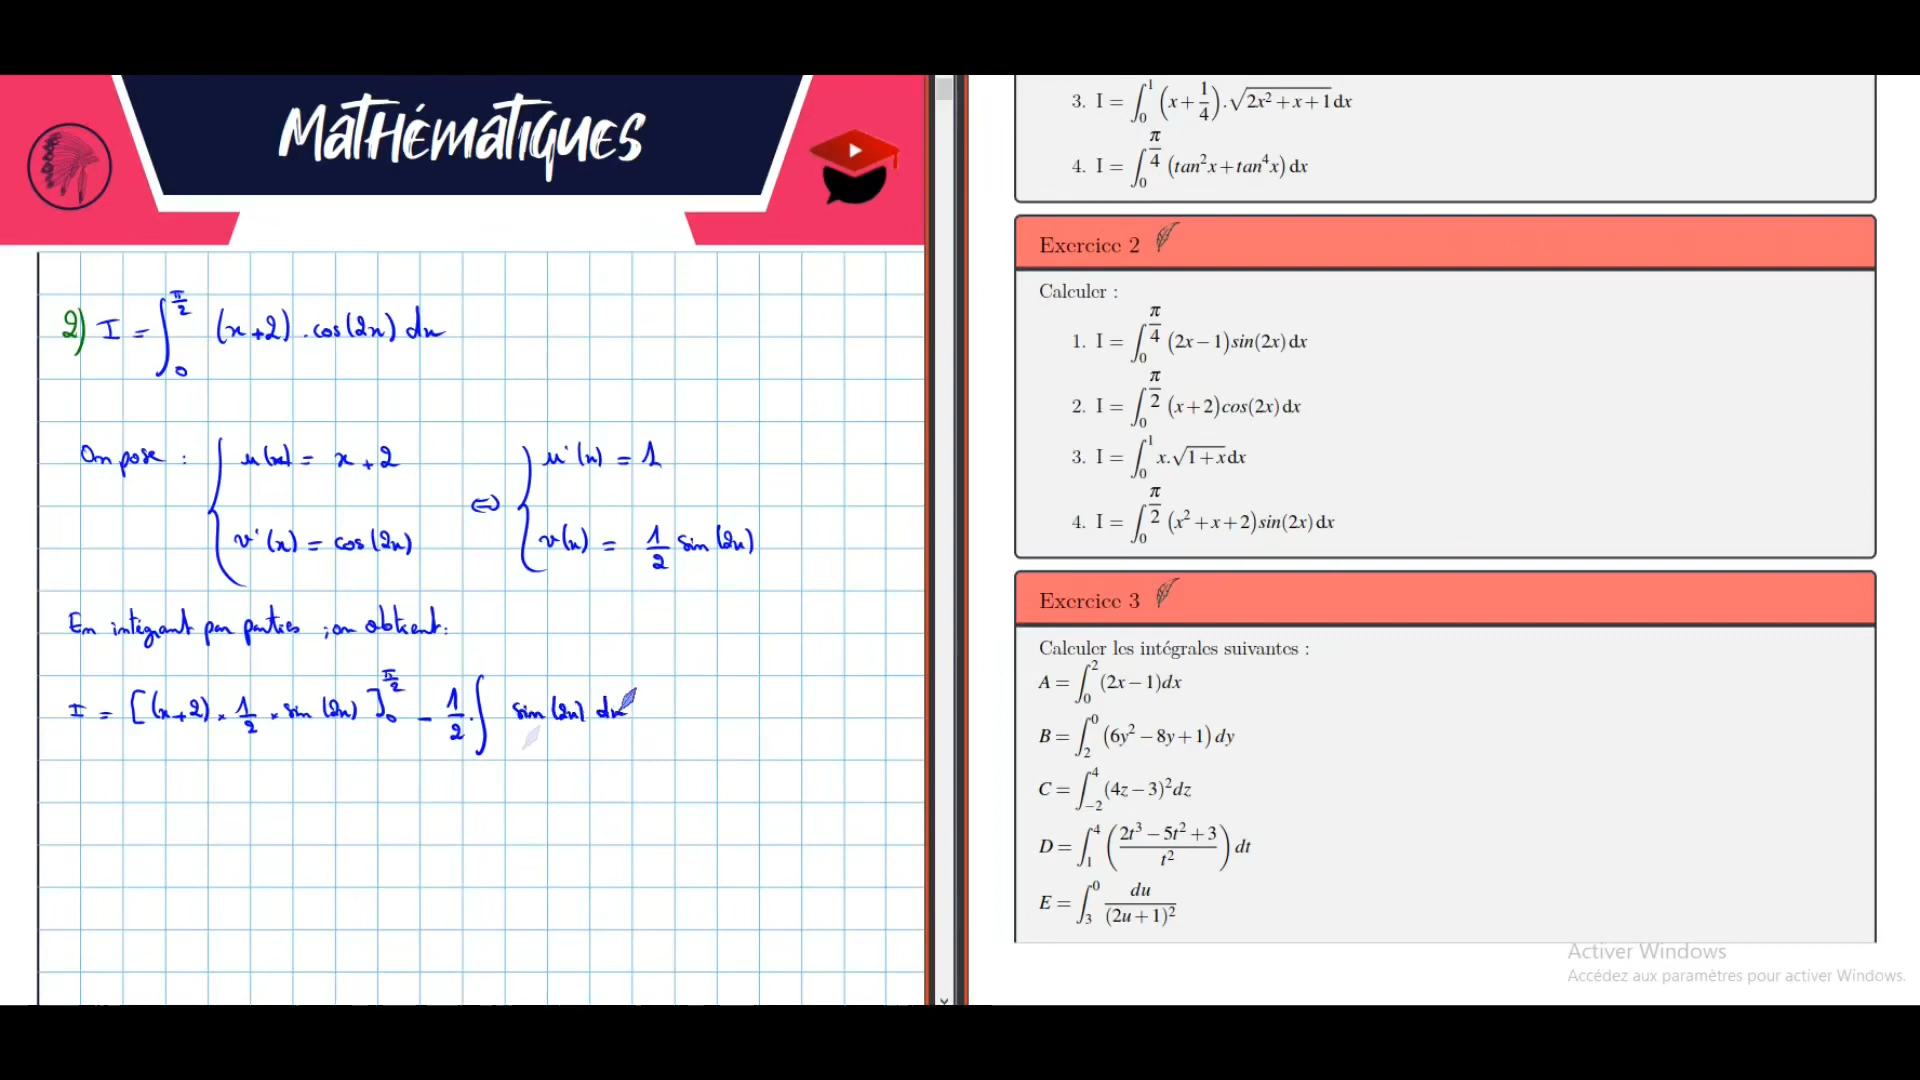 Mathématiques
2) I = ∫₀^(π/2) (x+2) . cos(2x) dx
On pose : { u(x) = x + 2 ⇔ { u'(x) = 1
v'(x) = cos(2x) v(x) = 1/2 sin(2x)
En intégrant par parties ; on obtient :
I = [(x+2) × 1/2 × sin(2x)]₀^(π/2) - 1/2 . ∫ sin(2x) dx
3. I = ∫₀¹ (x + 1/4).√(2x² + x + 1) dx
4. I = ∫₀^(π/4) (tan²x + tan⁴x) dx
Exercice 2
Calculer :
1. I = ∫₀^(π/4) (2x − 1)sin(2x) dx
2. I = ∫₀^(π/2) (x + 2)cos(2x) dx
3. I = ∫₀¹ x.√(1 + x) dx
4. I = ∫₀^(π/2) (x² + x + 2)sin(2x) dx
Exercice 3
Calculer les intégrales suivantes :
A = ∫₀² (2x − 1)dx
B = ∫₂⁰ (6y² − 8y + 1) dy
C = ∫₋₂⁴ (4z − 3)² dz
D = ∫₁⁴ ((2t³ − 5t² + 3)/t²) dt
E = ∫₃⁰ du/(2u + 1)²
Activer Windows
Accédez aux paramètres pour activer Windows.